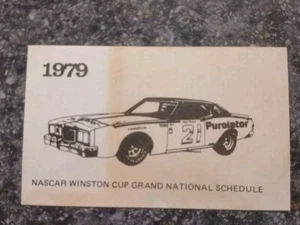 1979
21
Purolator
NASCAR WINSTON CUP GRAND NATIONAL SCHEDULE